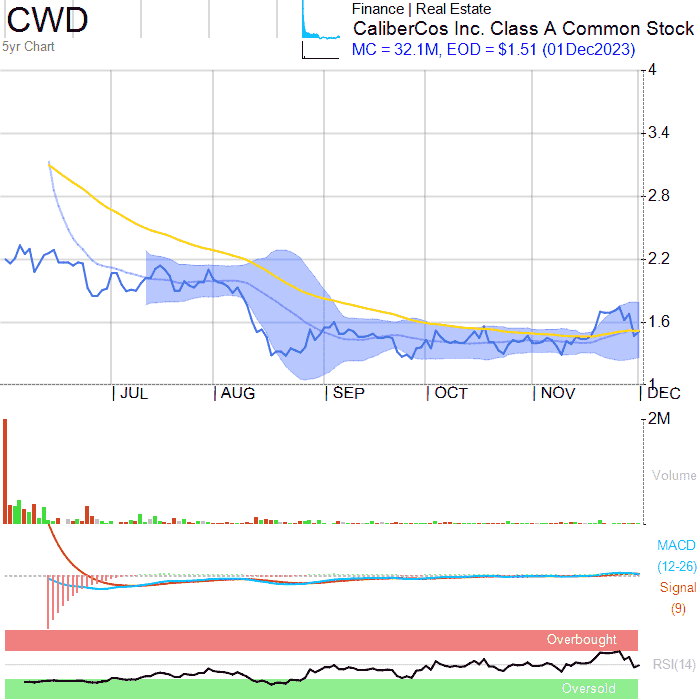 CWD
5yr Chart
Finance | Real Estate
CaliberCos Inc. Class A Common Stock
MC = 32.1M, EOD = $1.51 (01Dec2023)
4
3.4
2.8
2.2
1.6
1
JUL AUG SEP OCT NOV DEC
2M
Volume
MACD
(12-26)
Signal
(9)
Overbought
RSI(14)
Oversold